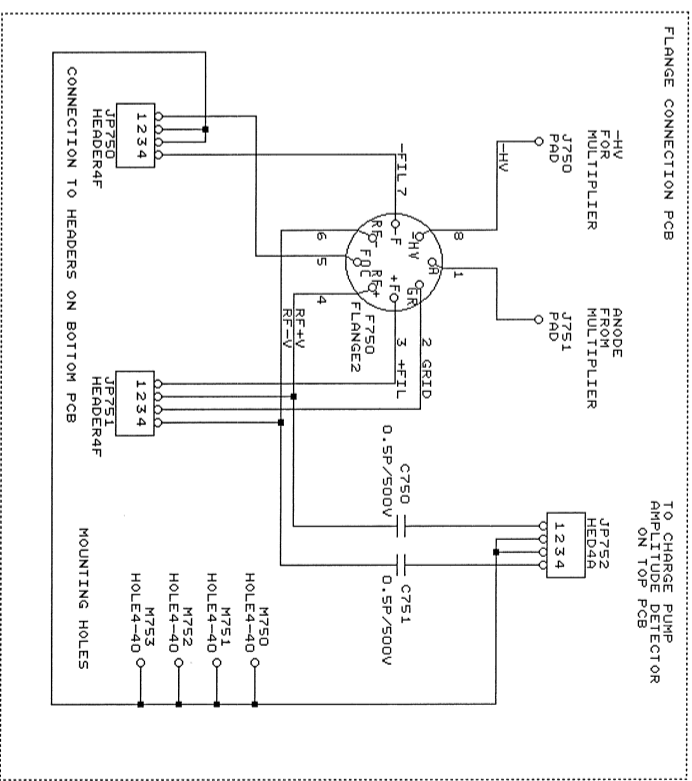 FLANGE CONNECTION PCB
-HV
FOR
MULTIPLIER
J750
PAD
-HV
ANODE
FROM
MULTIPLIER
J751
PAD
TO CHARGE PUMP
AMPLITUDE DETECTOR
ON TOP PCB
JP752
HED4A
1234
8
1
-HV
A
-F
GR
RF-
+F
FOC
RF+
-FIL 7
6
5
4
2 GRID
3 +FIL
F750
FLANGE2
RF+V
RF-V
C750
0.5P/500V
C751
0.5P/500V
1234
JP750
HEADER4F
1234
JP751
HEADER4F
CONNECTION TO HEADERS ON BOTTOM PCB
M750
HOLE4-40
M751
HOLE4-40
M752
HOLE4-40
M753
HOLE4-40
MOUNTING HOLES